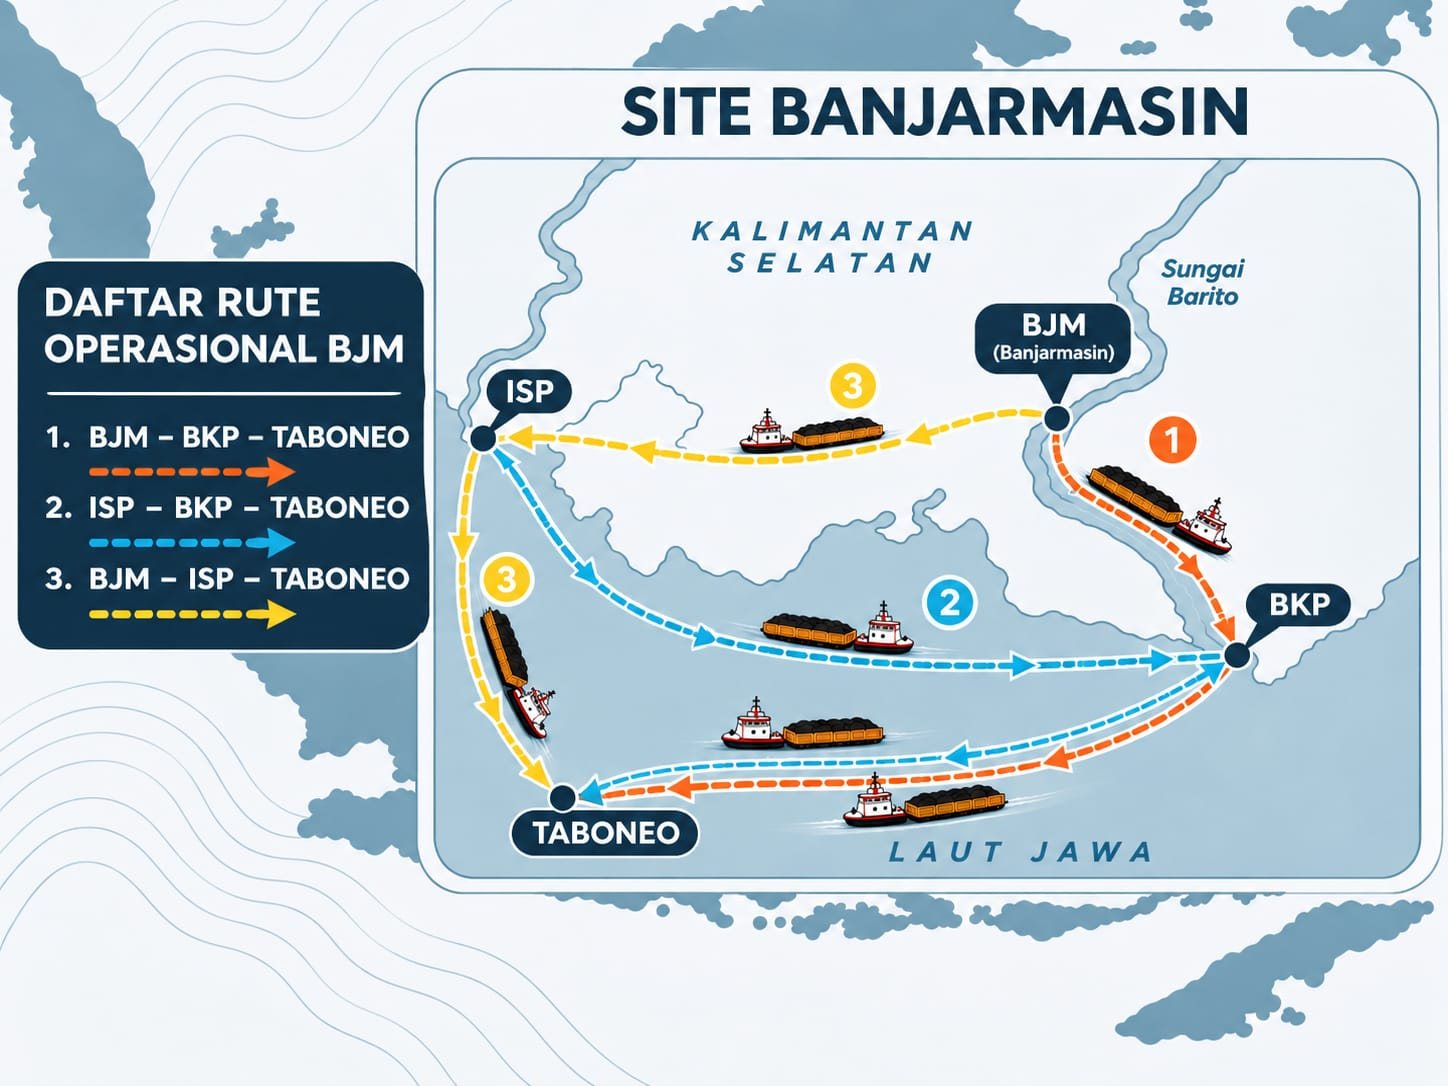 SITE BANJARMASIN
KALIMANTAN
SELATAN
Sungai
Barito
BJM
(Banjarmasin)
DAFTAR RUTE
OPERASIONAL BJM
1. BJM – BKP – TABONEO
2. ISP – BKP – TABONEO
3. BJM – ISP – TABONEO
ISP
3
1
3
2
BKP
TABONEO
LAUT JAWA